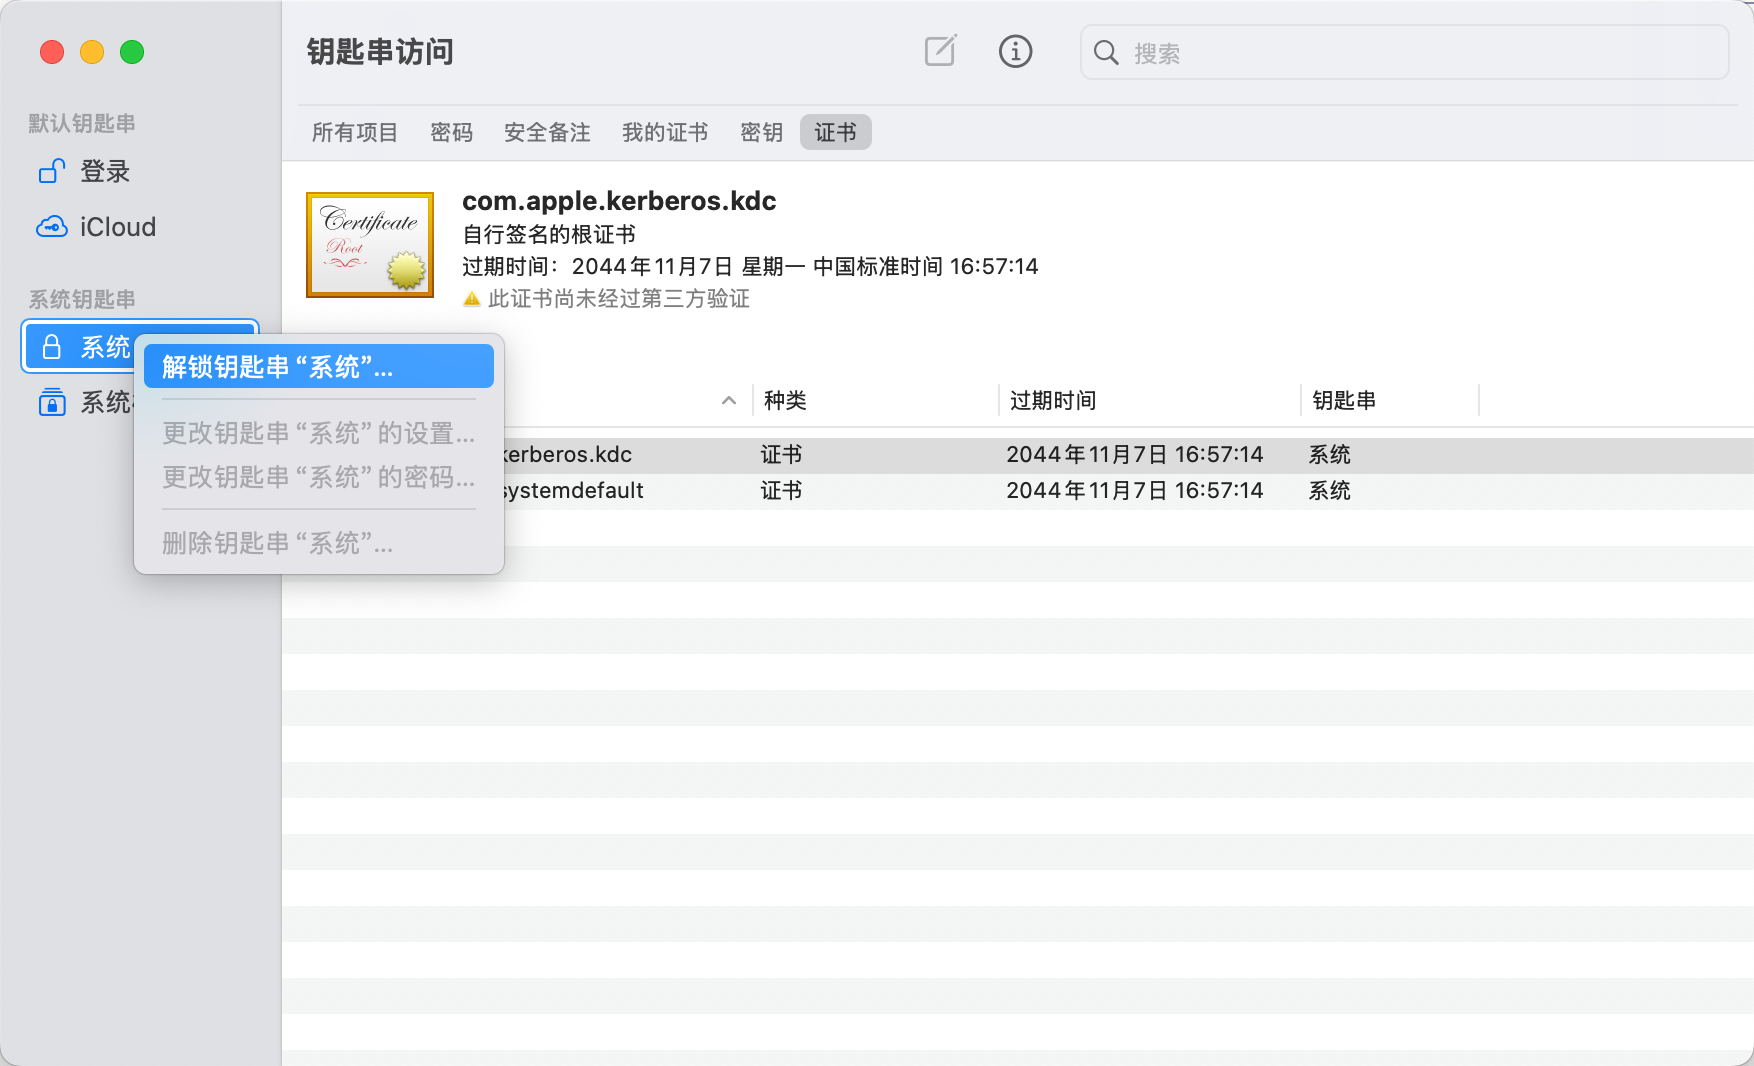 钥匙串访问
搜索
默认钥匙串
登录
iCloud
系统钥匙串
系统
系统
所有项目 密码 安全备注 我的证书 密钥 证书
Certificate
Root
com.apple.kerberos.kdc
自行签名的根证书
过期时间：2044年11月7日 星期一 中国标准时间 16:57:14
此证书尚未经过第三方验证
解锁钥匙串“系统”...
更改钥匙串“系统”的设置...
更改钥匙串“系统”的密码...
删除钥匙串“系统”...
种类 过期时间 钥匙串
kerberos.kdc 证书 2044年11月7日 16:57:14 系统
systemdefault 证书 2044年11月7日 16:57:14 系统